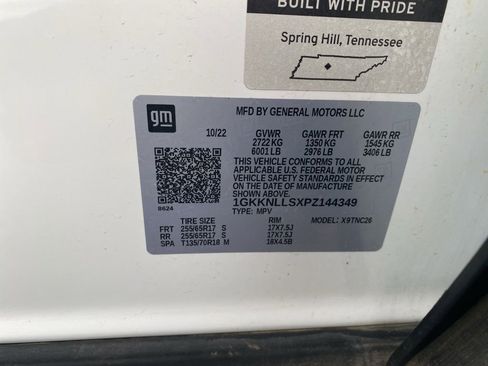 BUILT WITH PRIDE
Spring Hill, Tennessee
gm
MFD BY GENERAL MOTORS LLC
10/22 GVWR GAWR FRT GAWR RR
2722 KG 1350 KG 1545 KG
6001 LB 2976 LB 3406 LB
THIS VEHICLE CONFORMS TO ALL
APPLICABLE U.S. FEDERAL MOTOR
VEHICLE SAFETY STANDARDS IN EFFECT
ON THE DATE OF MANUFACTURE
SHOWN ABOVE.
1GKKNLLSXPZ144349
8624
TYPE: MPV MODEL: X9TNC26
TIRE SIZE RIM
FRT 255/65R17 S 17X7.5J
RR 255/65R17 S 17X7.5J
SPA T135/70R18 M 18X4.5B